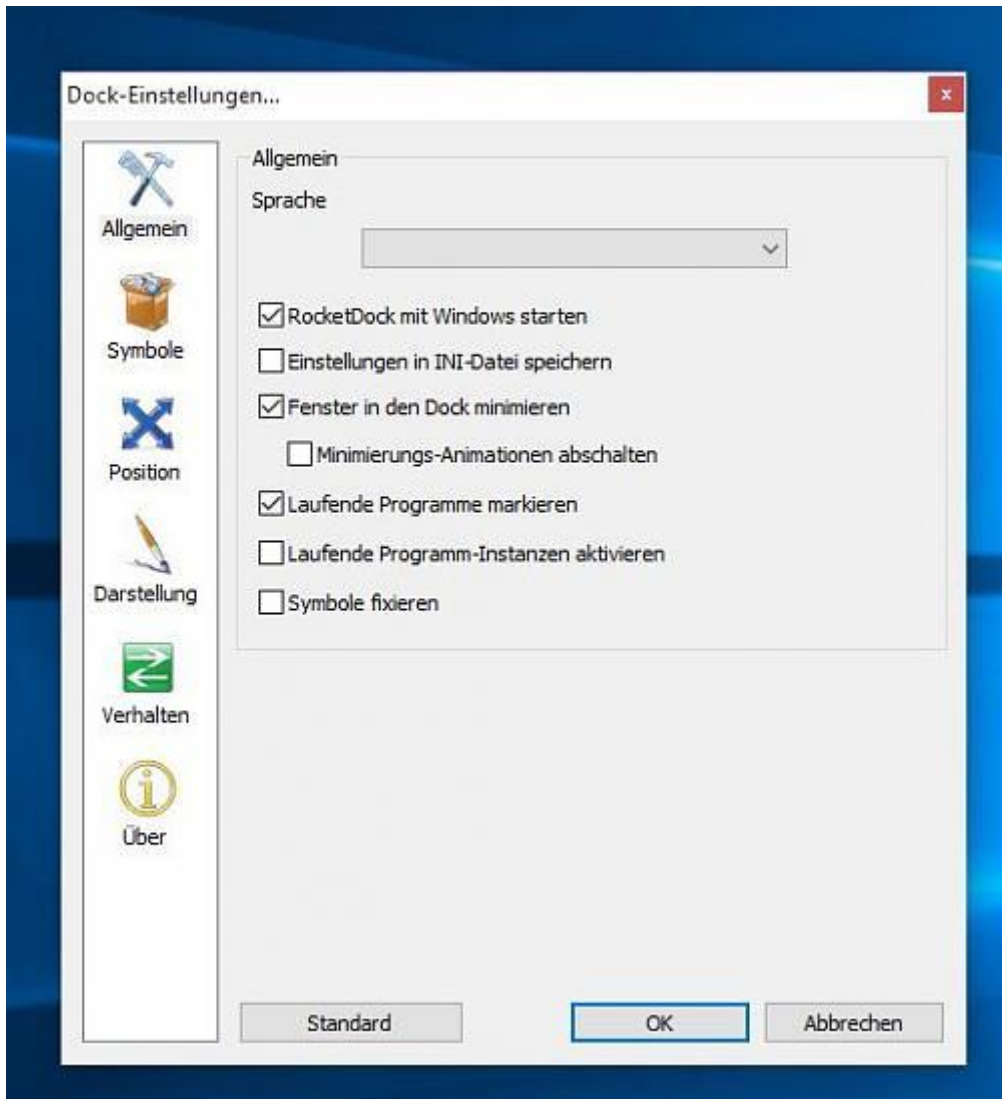 Dock-Einstellungen...
Allgemein
Symbole
Position
Darstellung
Verhalten
Über
Allgemein
Sprache
RocketDock mit Windows starten
Einstellungen in INI-Datei speichern
Fenster in den Dock minimieren
Minimierungs-Animationen abschalten
Laufende Programme markieren
Laufende Programm-Instanzen aktivieren
Symbole fixieren
Standard
OK
Abbrechen